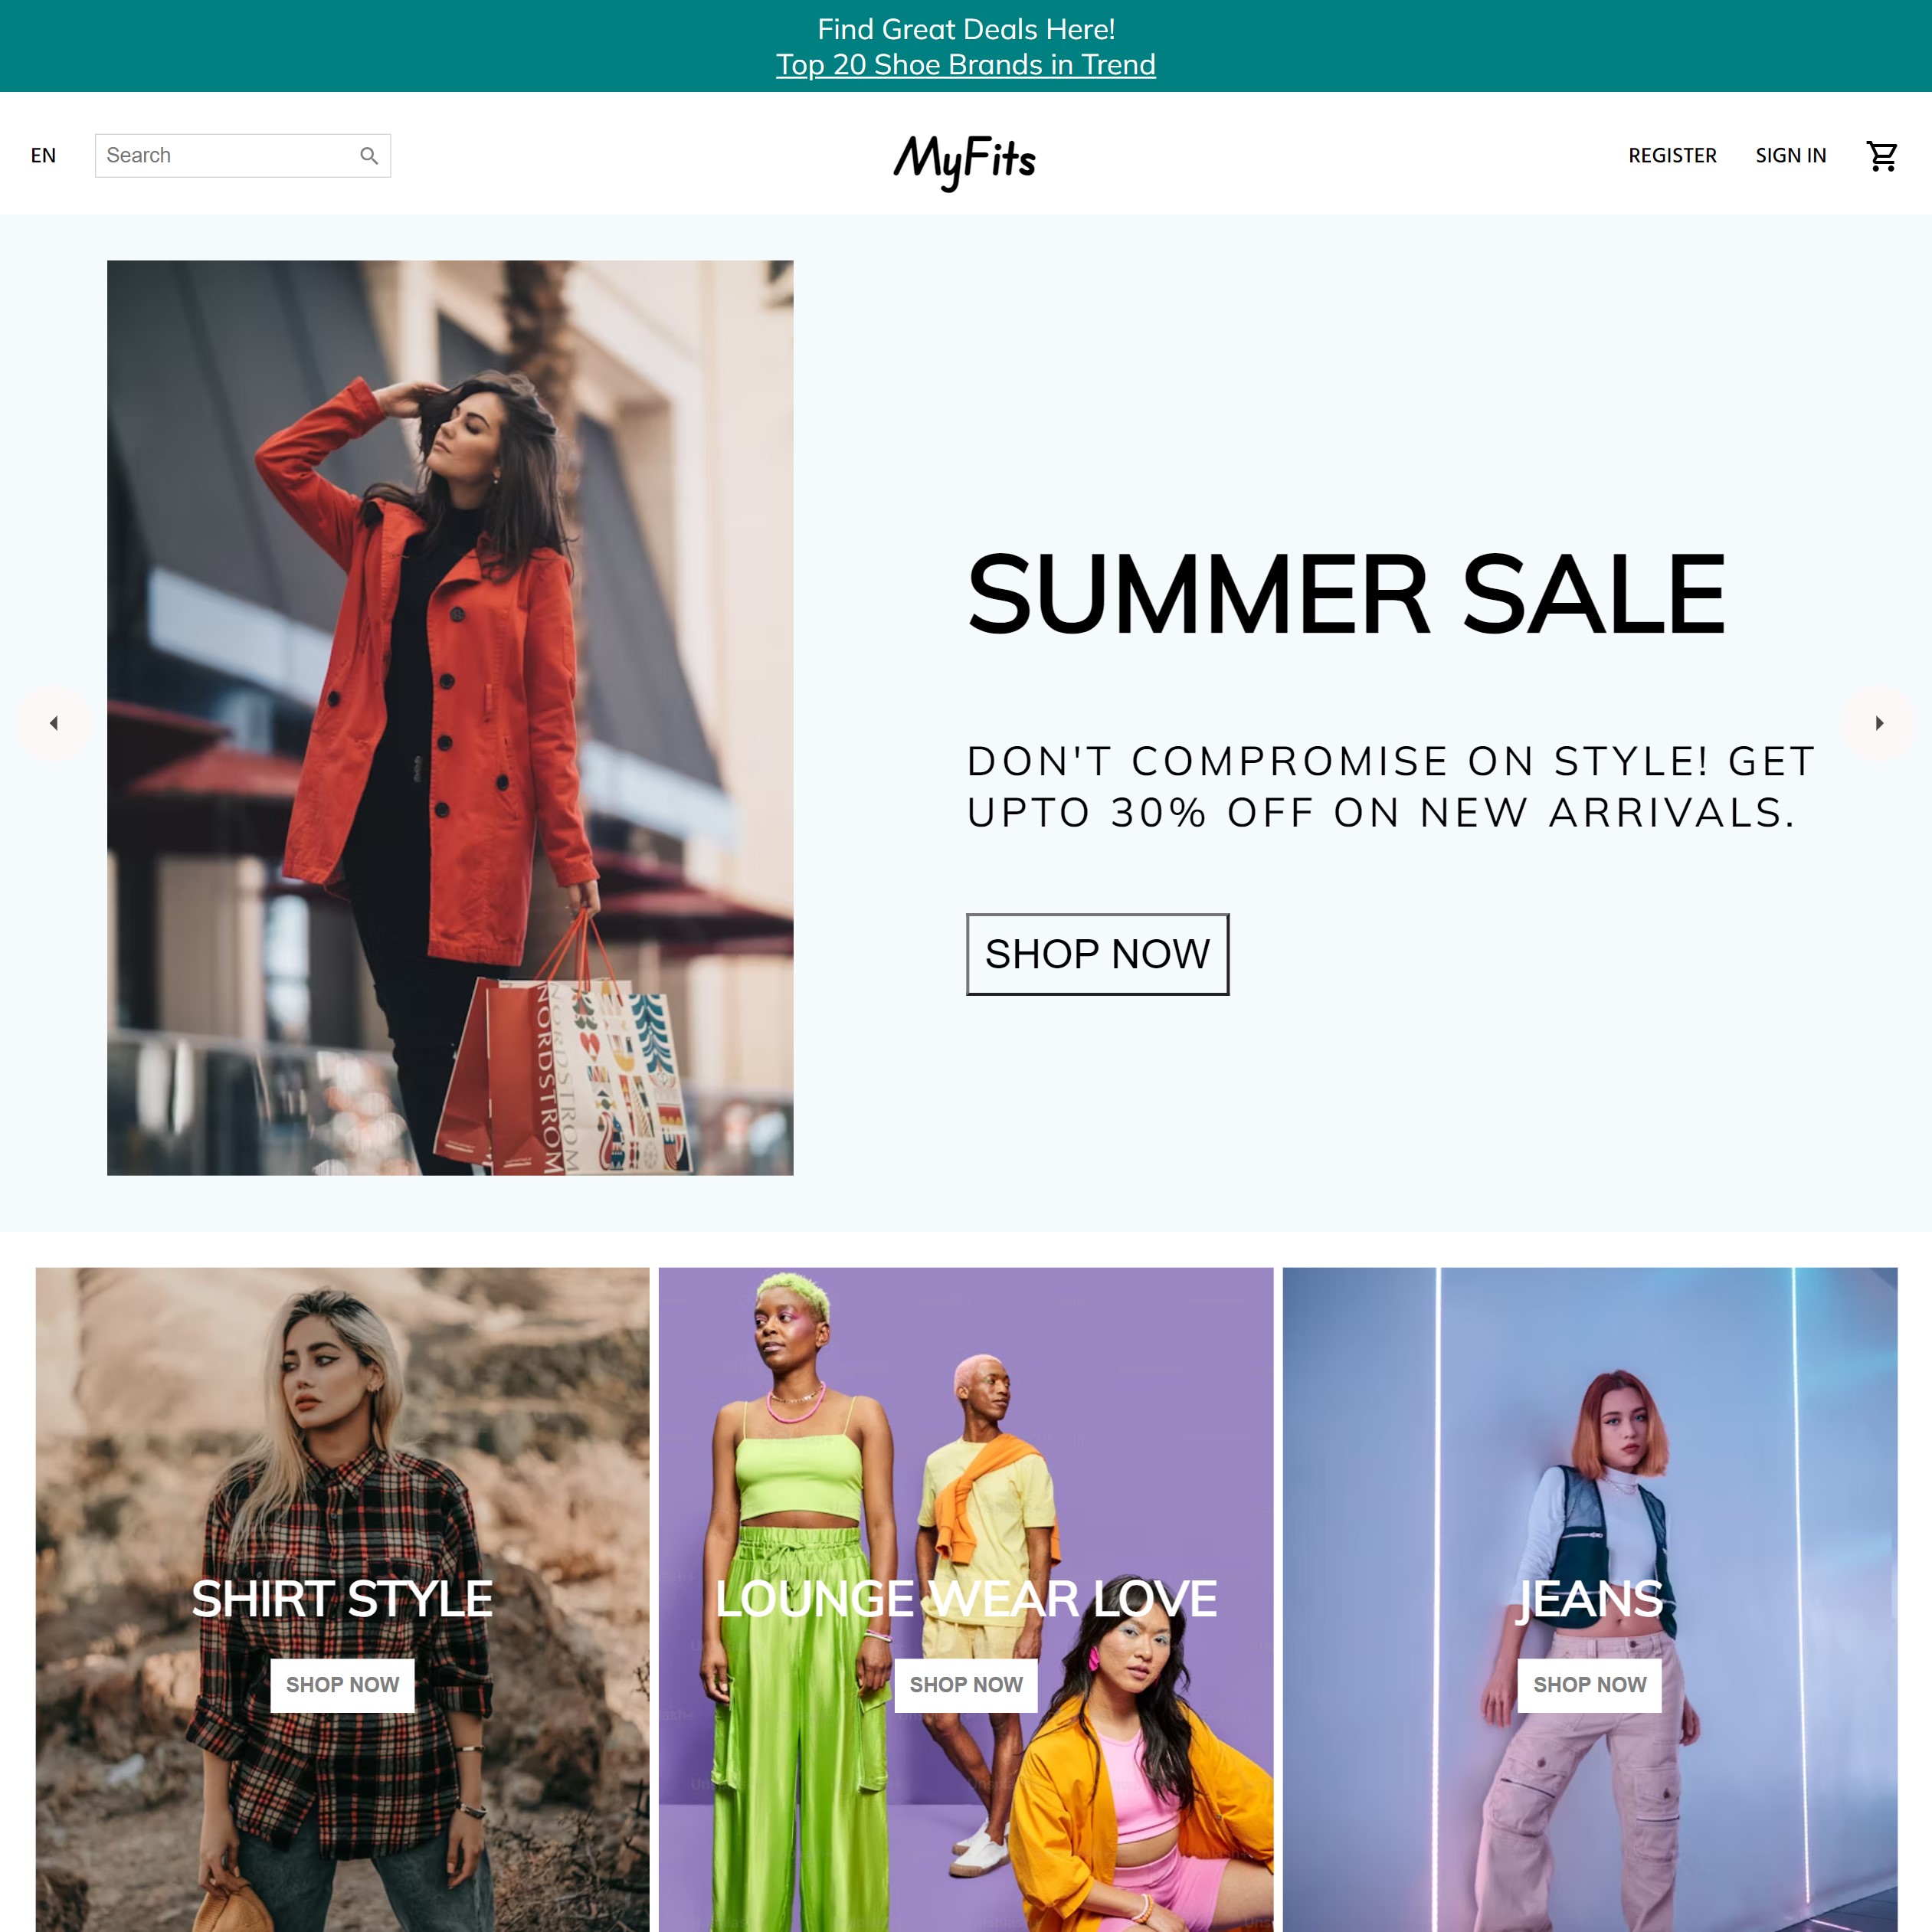 Find Great Deals Here!
Top 20 Shoe Brands in Trend
EN
Search
MyFits
REGISTER
SIGN IN
SUMMER SALE
DON'T COMPROMISE ON STYLE! GET
UPTO 30% OFF ON NEW ARRIVALS.
SHOP NOW
NORDSTROM
NORDSTROM
SHIRT STYLE
LOUNGE WEAR LOVE
JEANS
SHOP NOW
SHOP NOW
SHOP NOW